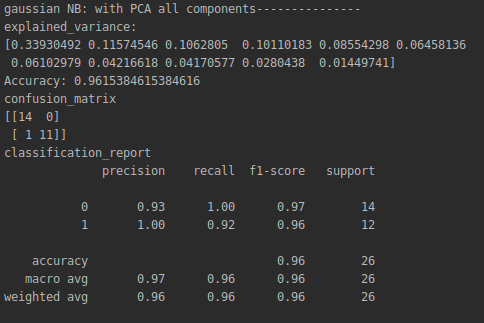 gaussian NB: with PCA all components---------------
explained_variance:
[0.33930492 0.11574546 0.1062805  0.10110183 0.08554298 0.06458136
 0.06102979 0.04216618 0.04170577 0.0280438  0.01449741]
Accuracy: 0.9615384615384616
confusion_matrix
[[14  0]
 [ 1 11]]
classification_report
              precision    recall  f1-score   support

           0       0.93      1.00      0.97        14
           1       1.00      0.92      0.96        12

    accuracy                           0.96        26
   macro avg       0.97      0.96      0.96        26
weighted avg       0.96      0.96      0.96        26